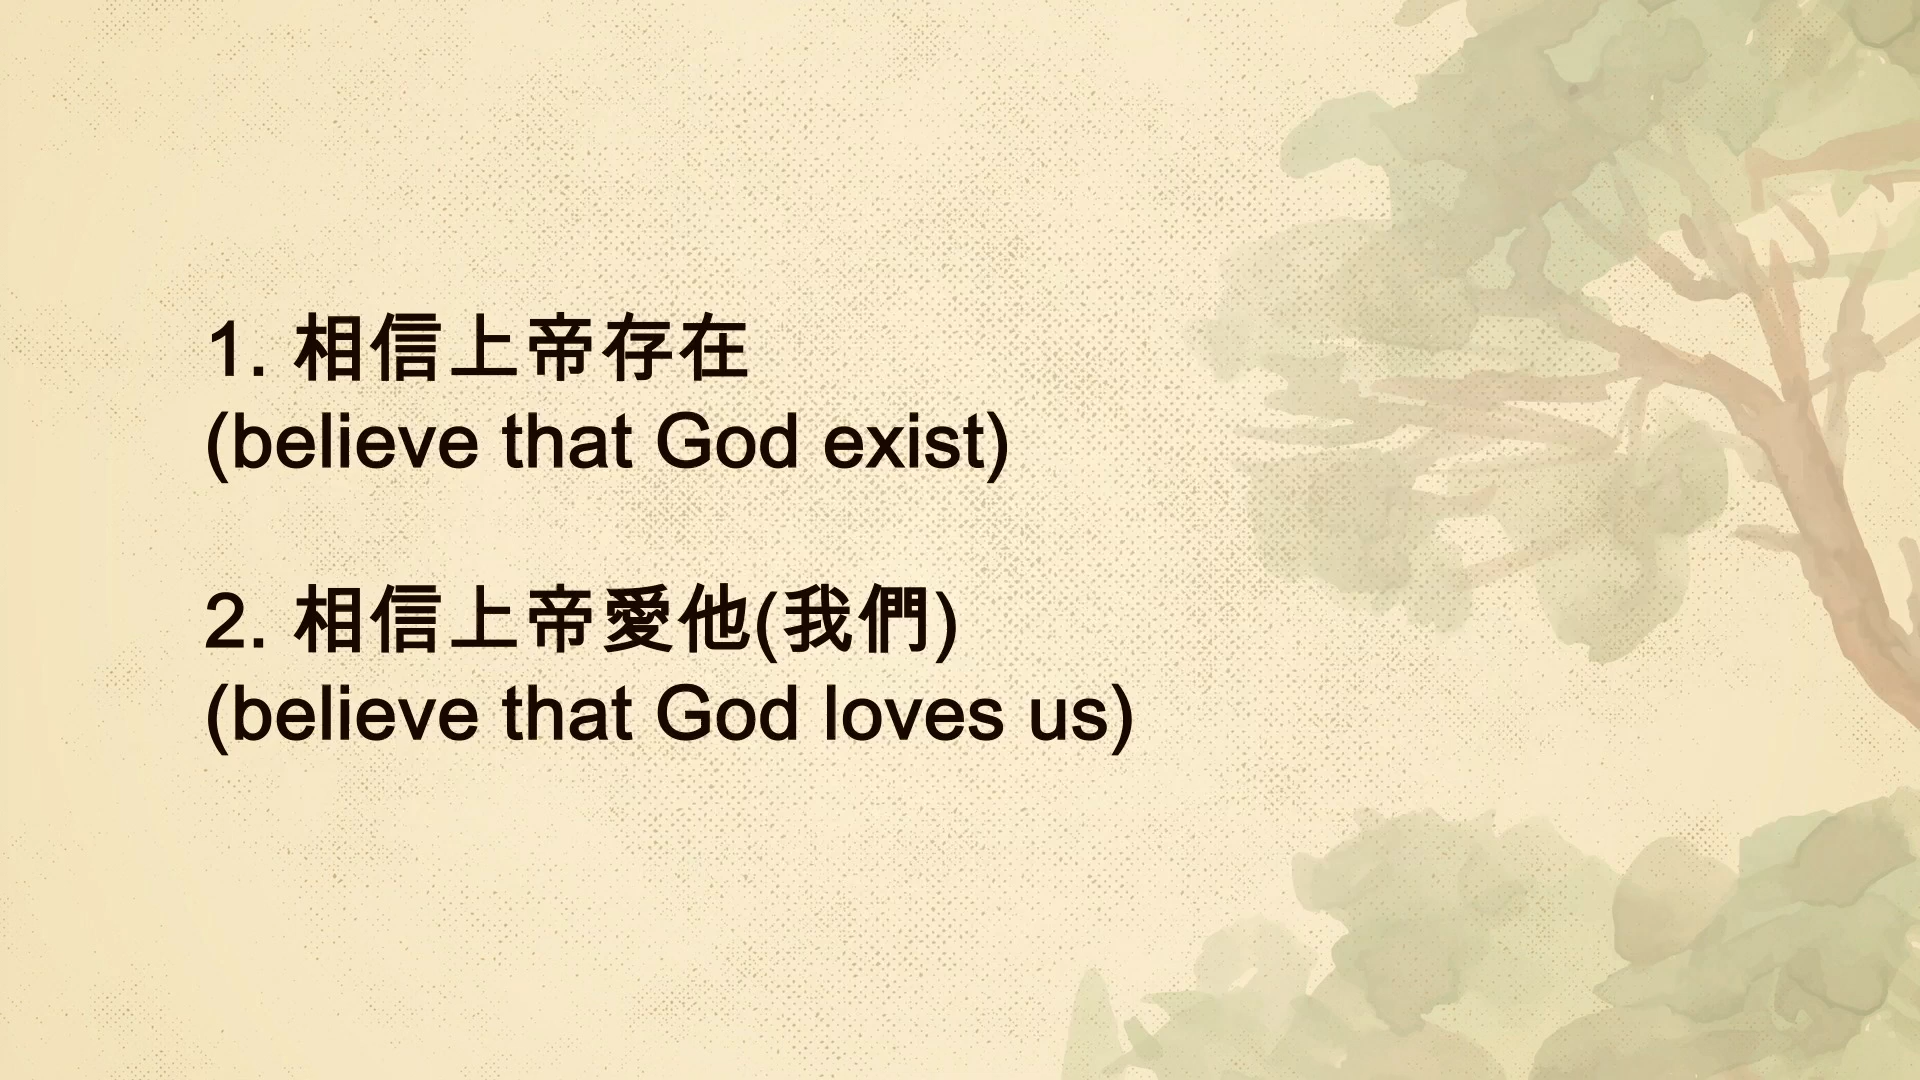 1. 相信上帝存在
(believe that God exist)
2. 相信上帝愛他(我們)
(believe that God loves us)